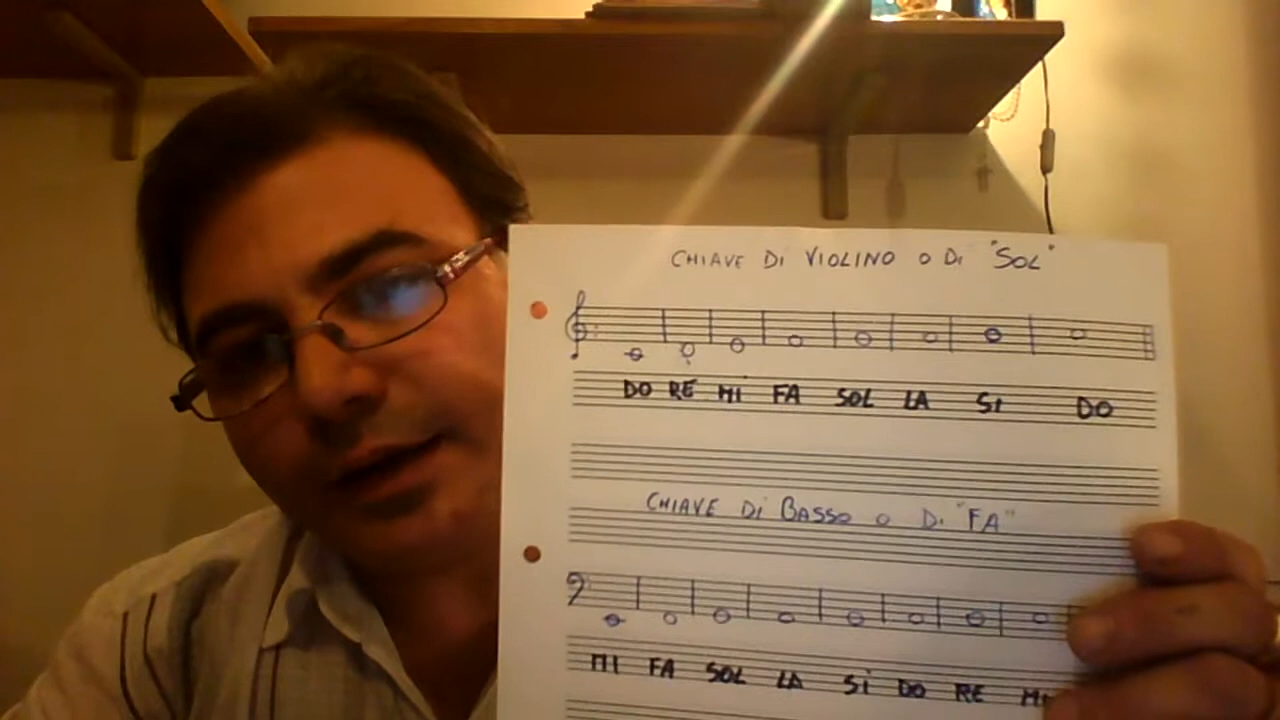 CHIAVE Di VIOLINO O Di "SOL"
DO RE Mi FA SOL LA Si DO
CHIAVE Di BASSO O Di "FA"
Mi FA SOL LA Si DO RE